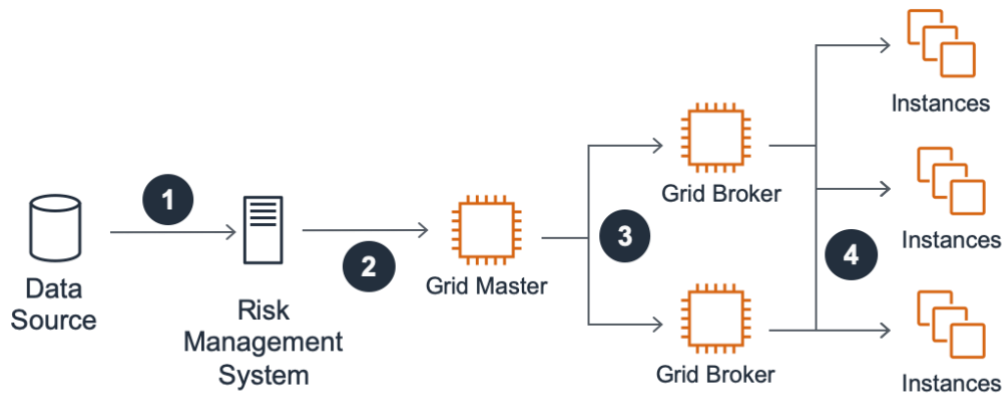 Instances
1
Grid Broker
3
Instances
2
4
Data
Source
Grid Master
Risk
Management
System
Grid Broker
Instances